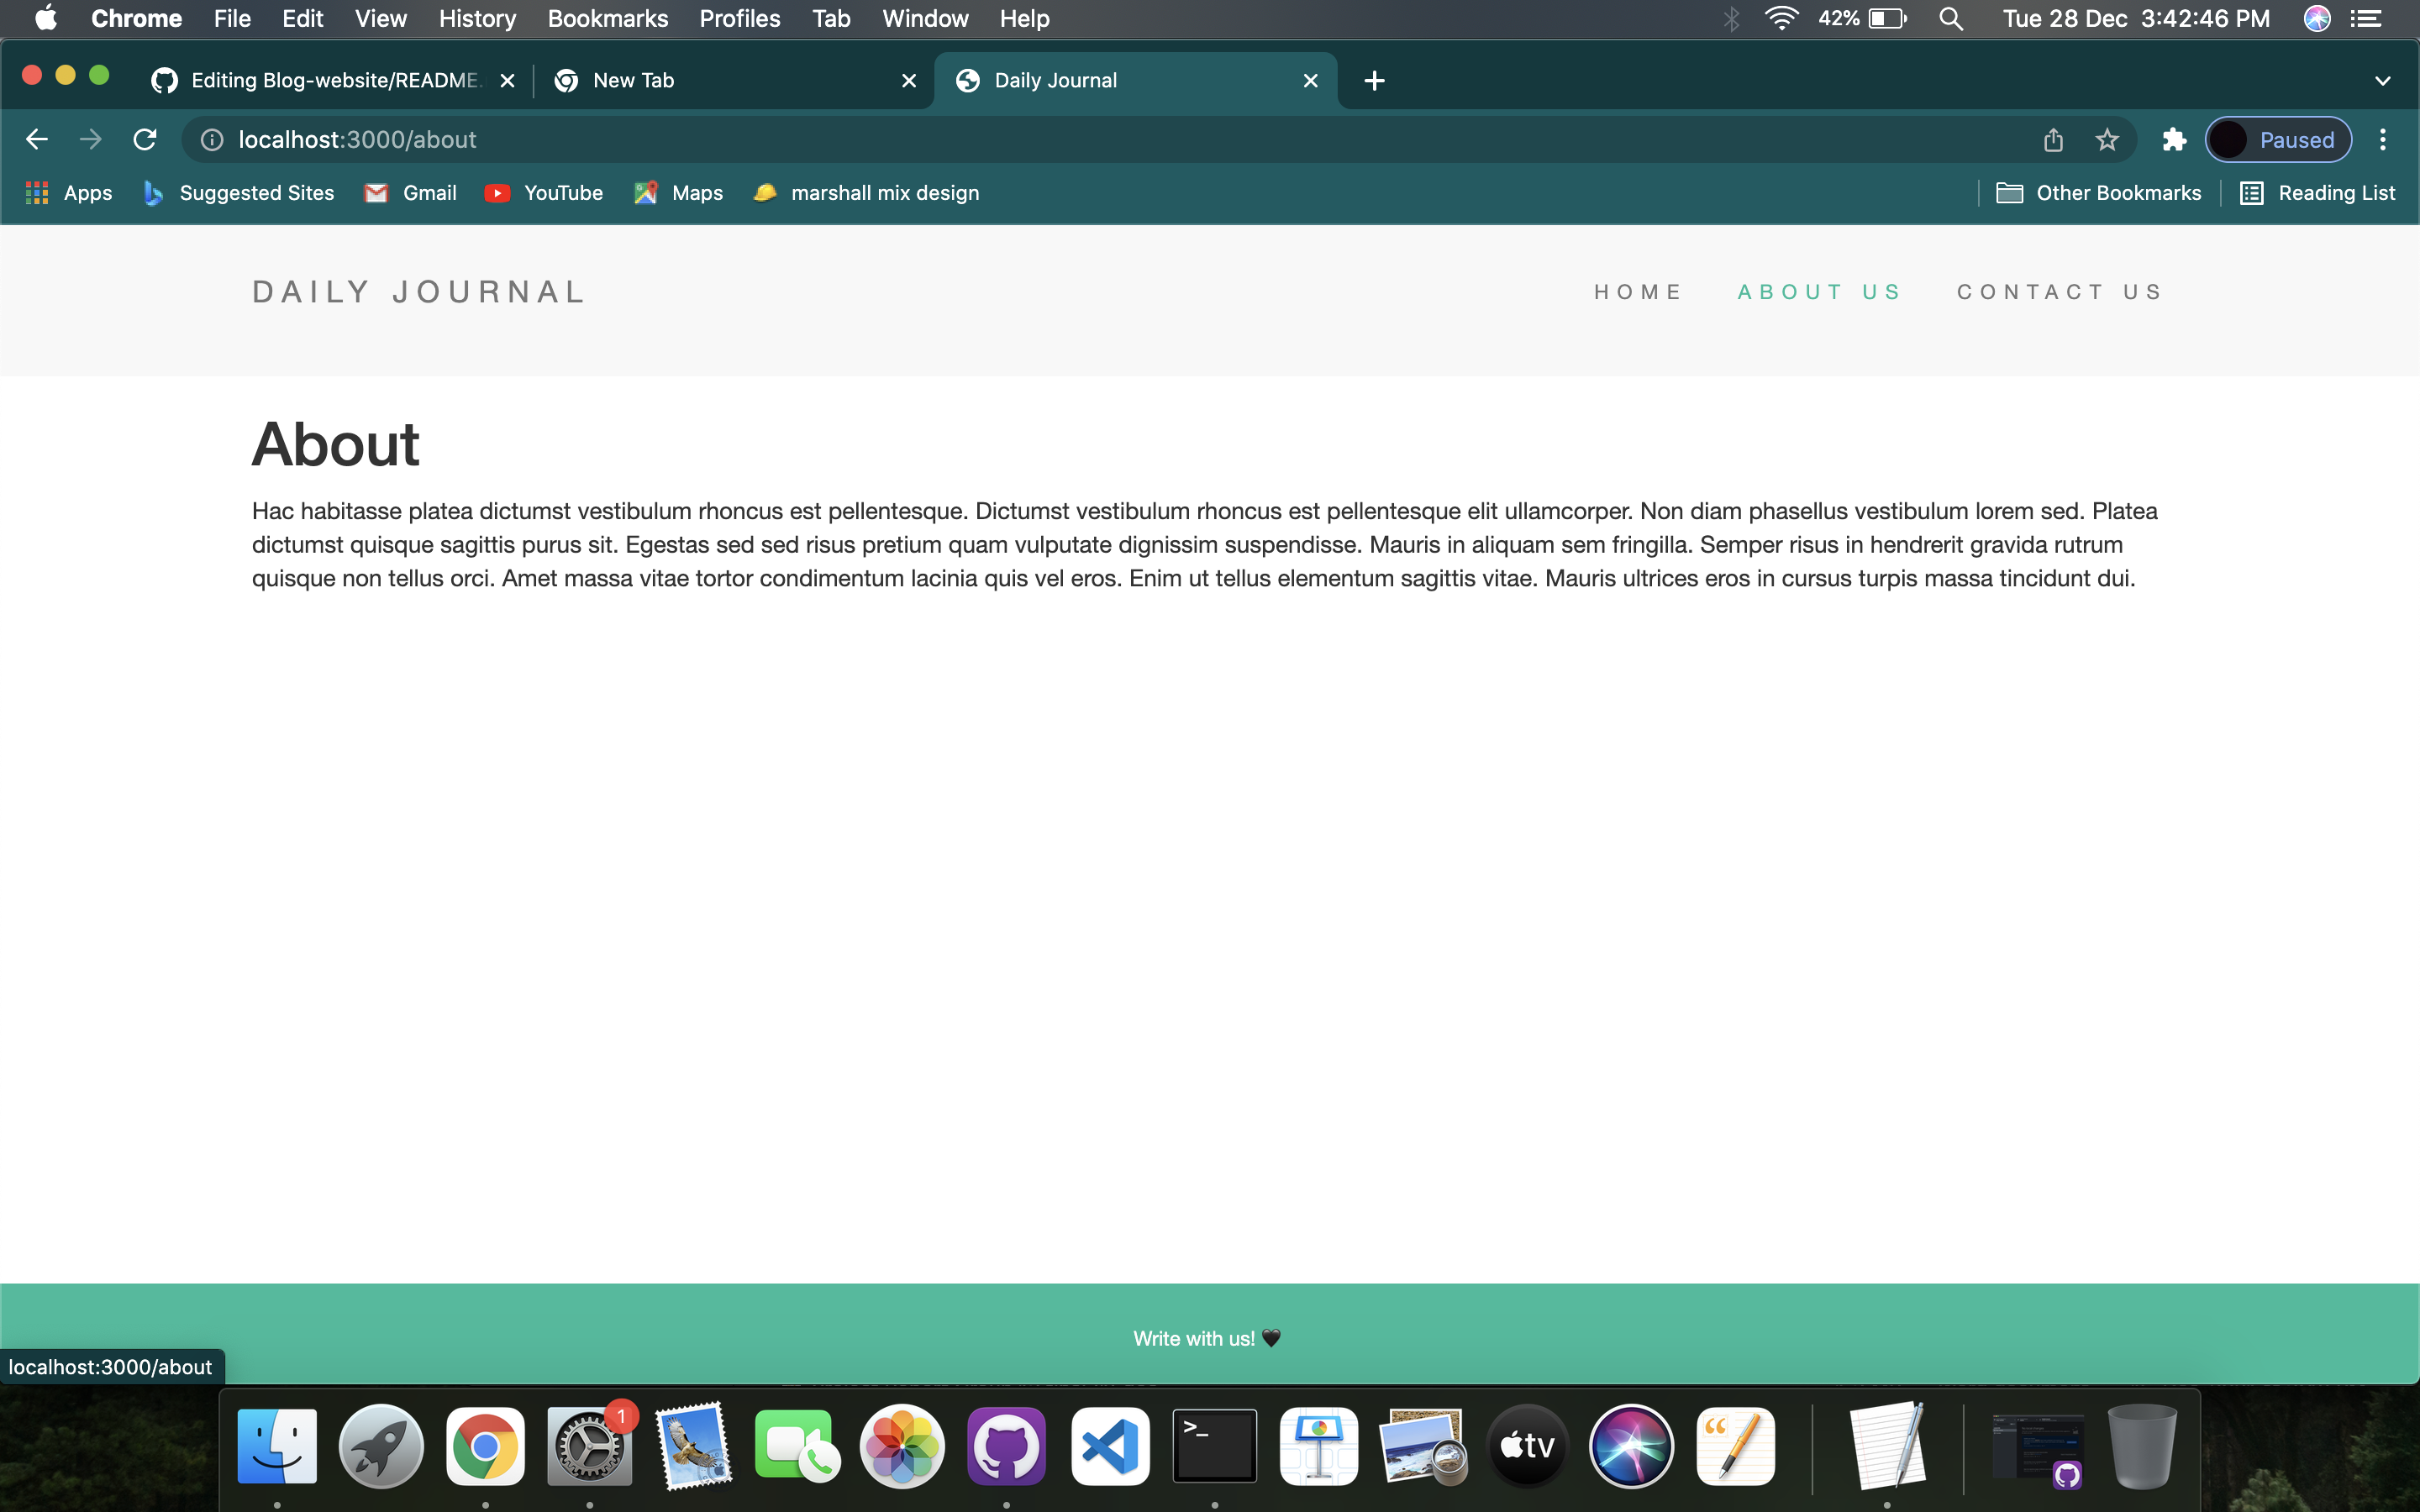 Chrome File Edit View History Bookmarks Profiles Tab Window Help 42% Tue 28 Dec 3:42:46 PM
Editing Blog-website/README. New Tab Daily Journal
localhost:3000/about Paused
Apps Suggested Sites Gmail YouTube Maps marshall mix design Other Bookmarks Reading List
DAILY JOURNAL HOME ABOUT US CONTACT US
About
Hac habitasse platea dictumst vestibulum rhoncus est pellentesque. Dictumst vestibulum rhoncus est pellentesque elit ullamcorper. Non diam phasellus vestibulum lorem sed. Platea
dictumst quisque sagittis purus sit. Egestas sed sed risus pretium quam vulputate dignissim suspendisse. Mauris in aliquam sem fringilla. Semper risus in hendrerit gravida rutrum
quisque non tellus orci. Amet massa vitae tortor condimentum lacinia quis vel eros. Enim ut tellus elementum sagittis vitae. Mauris ultrices eros in cursus turpis massa tincidunt dui.
Write with us! 🖤
localhost:3000/about
1
>_
tv